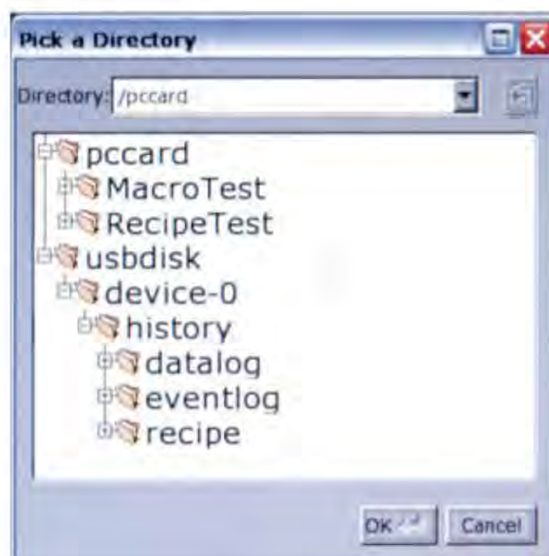 Pick a Directory
Directory: /pccard
pccard
MacroTest
RecipeTest
usbdisk
device-0
history
datalog
eventlog
recipe
OK
Cancel